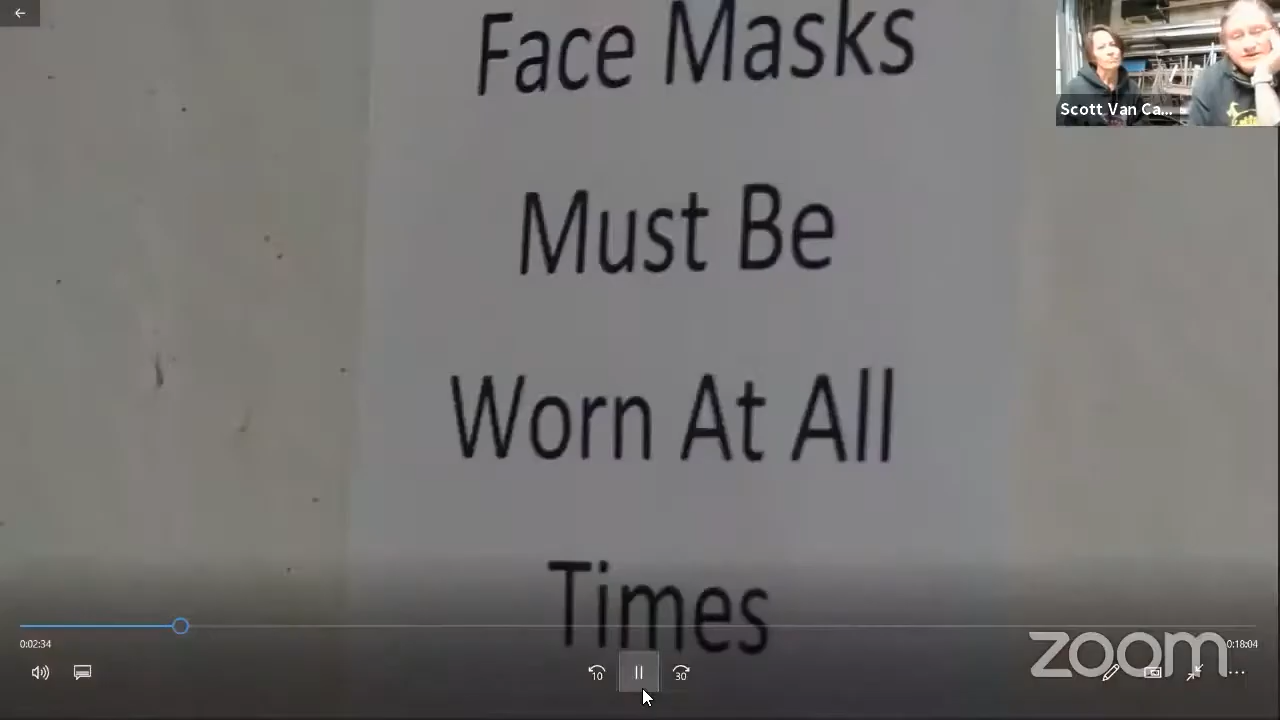 Face Masks
Must Be
Worn At All
Times
Scott Van Ca...
0:02:34
0:18:04
10
30
zoom